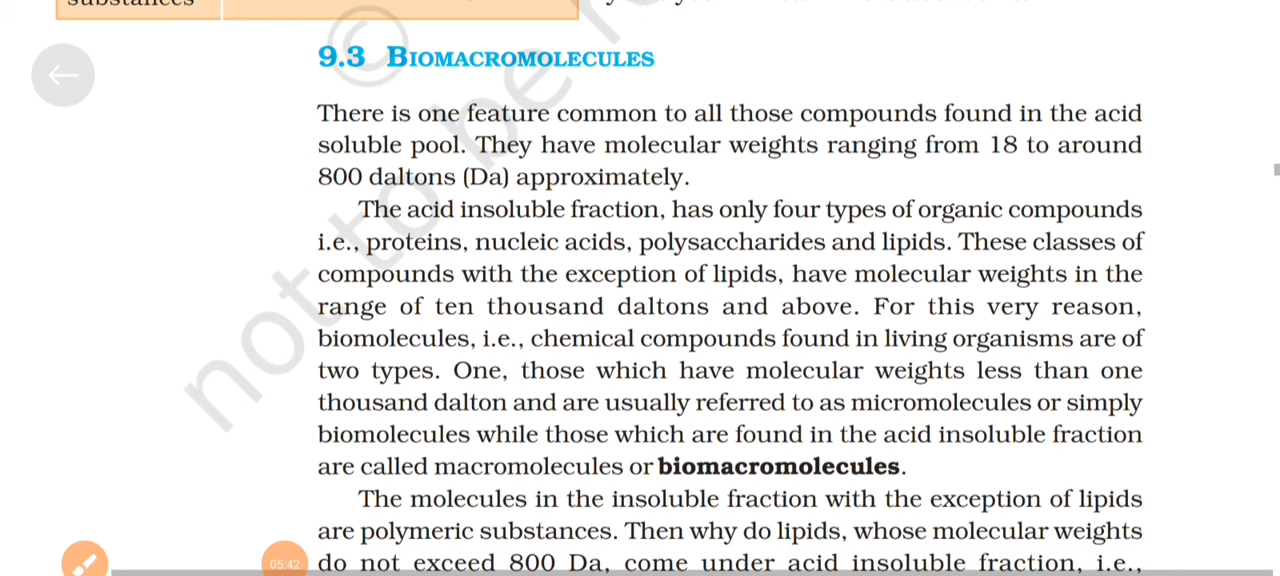 substances
9.3 BIOMACROMOLECULES
There is one feature common to all those compounds found in the acid
soluble pool. They have molecular weights ranging from 18 to around
800 daltons (Da) approximately.
The acid insoluble fraction, has only four types of organic compounds
i.e., proteins, nucleic acids, polysaccharides and lipids. These classes of
compounds with the exception of lipids, have molecular weights in the
range of ten thousand daltons and above. For this very reason,
biomolecules, i.e., chemical compounds found in living organisms are of
two types. One, those which have molecular weights less than one
thousand dalton and are usually referred to as micromolecules or simply
biomolecules while those which are found in the acid insoluble fraction
are called macromolecules or biomacromolecules.
The molecules in the insoluble fraction with the exception of lipids
are polymeric substances. Then why do lipids, whose molecular weights
do not exceed 800 Da, come under acid insoluble fraction, i.e.,
05:42
© not to be r